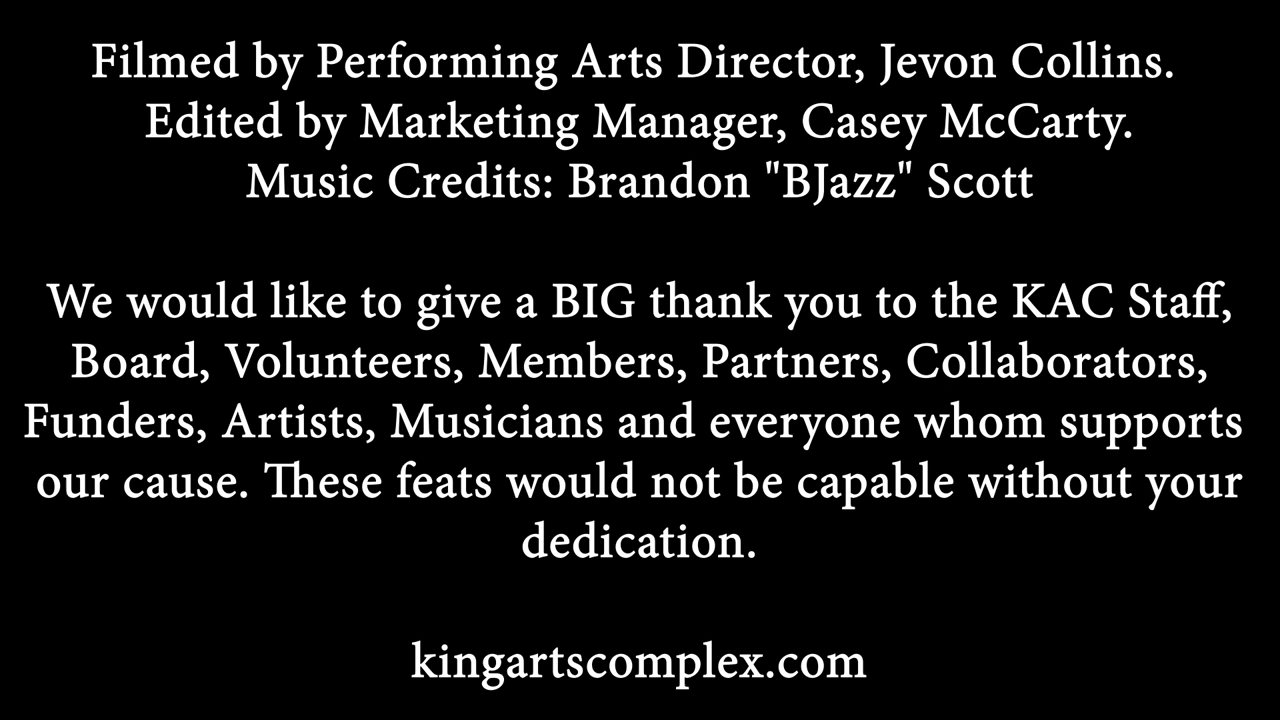 Filmed by Performing Arts Director, Jevon Collins.
Edited by Marketing Manager, Casey McCarty.
Music Credits: Brandon "BJazz" Scott
We would like to give a BIG thank you to the KAC Staff,
Board, Volunteers, Members, Partners, Collaborators,
Funders, Artists, Musicians and everyone whom supports
our cause. These feats would not be capable without your
dedication.
kingartscomplex.com